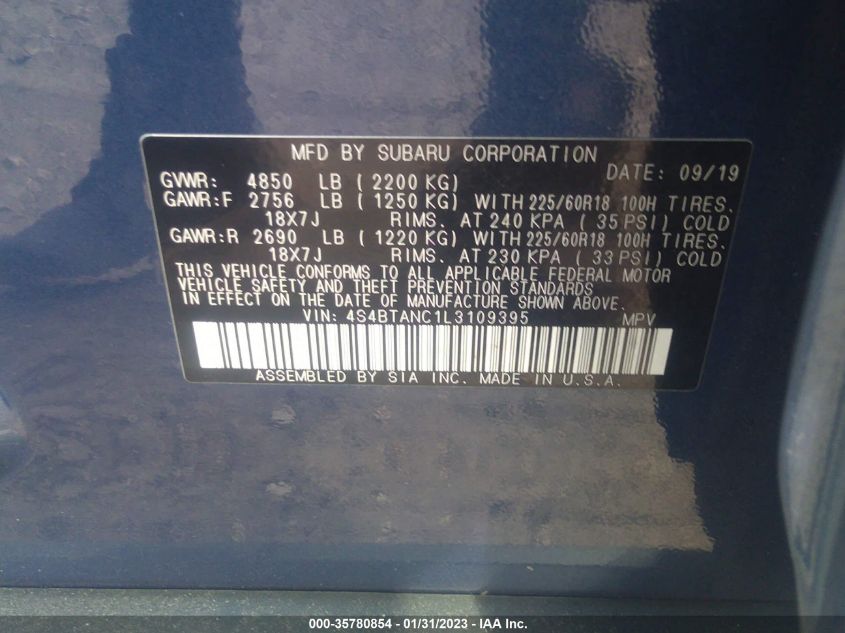 MFD BY SUBARU CORPORATION DATE: 09/19
GVWR: 4850 LB ( 2200 KG)
GAWR:F 2756 LB ( 1250 KG) WITH 225/60R18 100H TIRES.
18X7J RIMS. AT 240 KPA ( 35 PSI) COLD
GAWR:R 2690 LB ( 1220 KG) WITH 225/60R18 100H TIRES.
18X7J RIMS. AT 230 KPA ( 33 PSI) COLD
THIS VEHICLE CONFORMS TO ALL APPLICABLE FEDERAL MOTOR
VEHICLE SAFETY AND THEFT PREVENTION STANDARDS
IN EFFECT ON THE DATE OF MANUFACTURE SHOWN ABOVE.
VIN: 4S4BTANC1L3109395 MPV
ASSEMBLED BY SIA INC. MADE IN U.S.A.
000-35780854 - 01/31/2023 - IAA Inc.